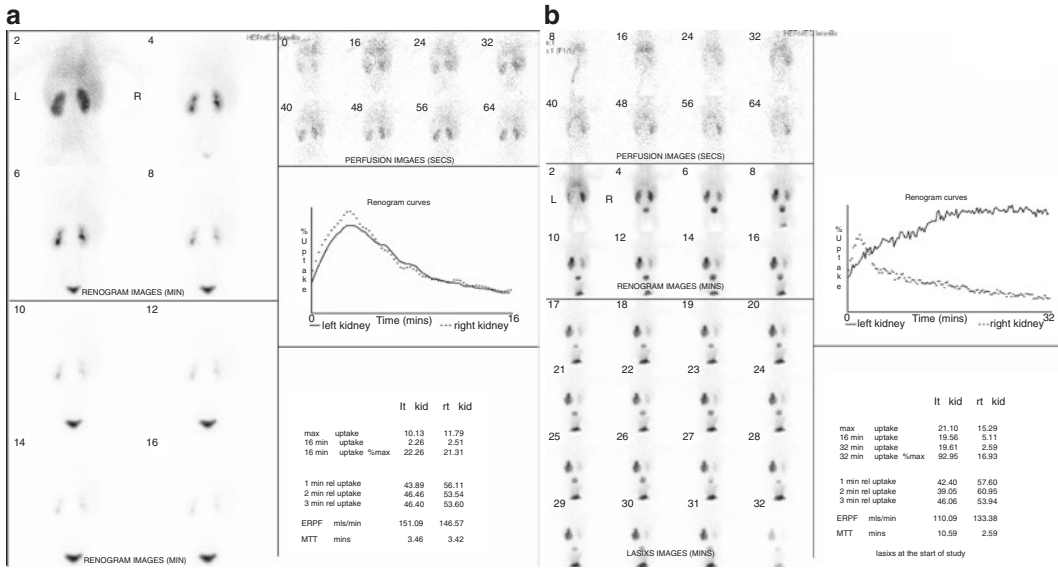 a
2 4
L R
6 8
RENOGRAM IMAGES (MIN)
10 12
14 16
RENOGRAM IMAGES (MIN)
0 16 24 32
40 48 56 64
PERFUSION IMGAES (SECS)
Renogram curves
% Uptake
0 16
Time (mins)
left kidney right kidney
lt kid rt kid
max uptake 10.13 11.79
16 min uptake 2.26 2.51
16 min uptake %max 22.26 21.31
1 min rel uptake 43.89 56.11
2 min rel uptake 46.46 53.54
3 min rel uptake 46.40 53.60
ERPF mls/min 151.09 146.57
MTT mins 3.46 3.42
b
8 16 24 32
40 48 56 64
PERFUSION IMAGES (SECS)
2 4 6 8
L R
10 12 14 16
RENOGRAM IMAGES (MIN)
17 18 19 20
21 22 23 24
25 26 27 28
29 30 31 32
LASIXS IMAGES (MINS)
Renogram curves
% Uptake
0 32
Time (mins)
left kidney right kidney
lt kid rt kid
max uptake 21.10 15.29
16 min uptake 19.56 5.11
32 min uptake 19.61 2.59
32 min uptake %max 92.95 16.93
1 min rel uptake 42.40 57.60
2 min rel uptake 39.05 60.95
3 min rel uptake 46.06 53.94
ERPF mls/min 110.09 133.38
MTT mins 10.59 2.59
lasixs at the start of study